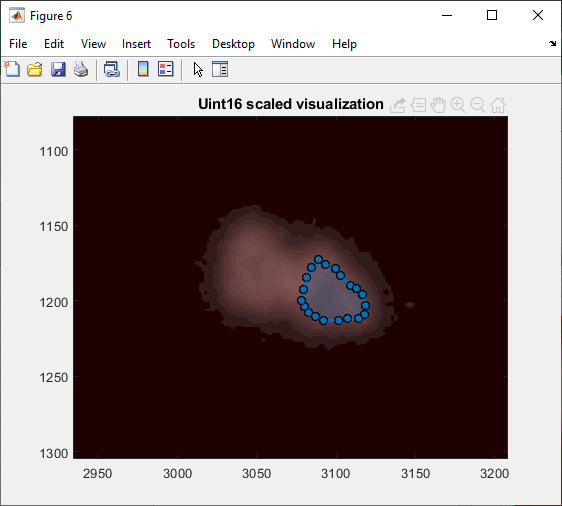 Figure 6
File Edit View Insert Tools Desktop Window Help
Uint16 scaled visualization
1100
1150
1200
1250
1300
2950 3000 3050 3100 3150 3200